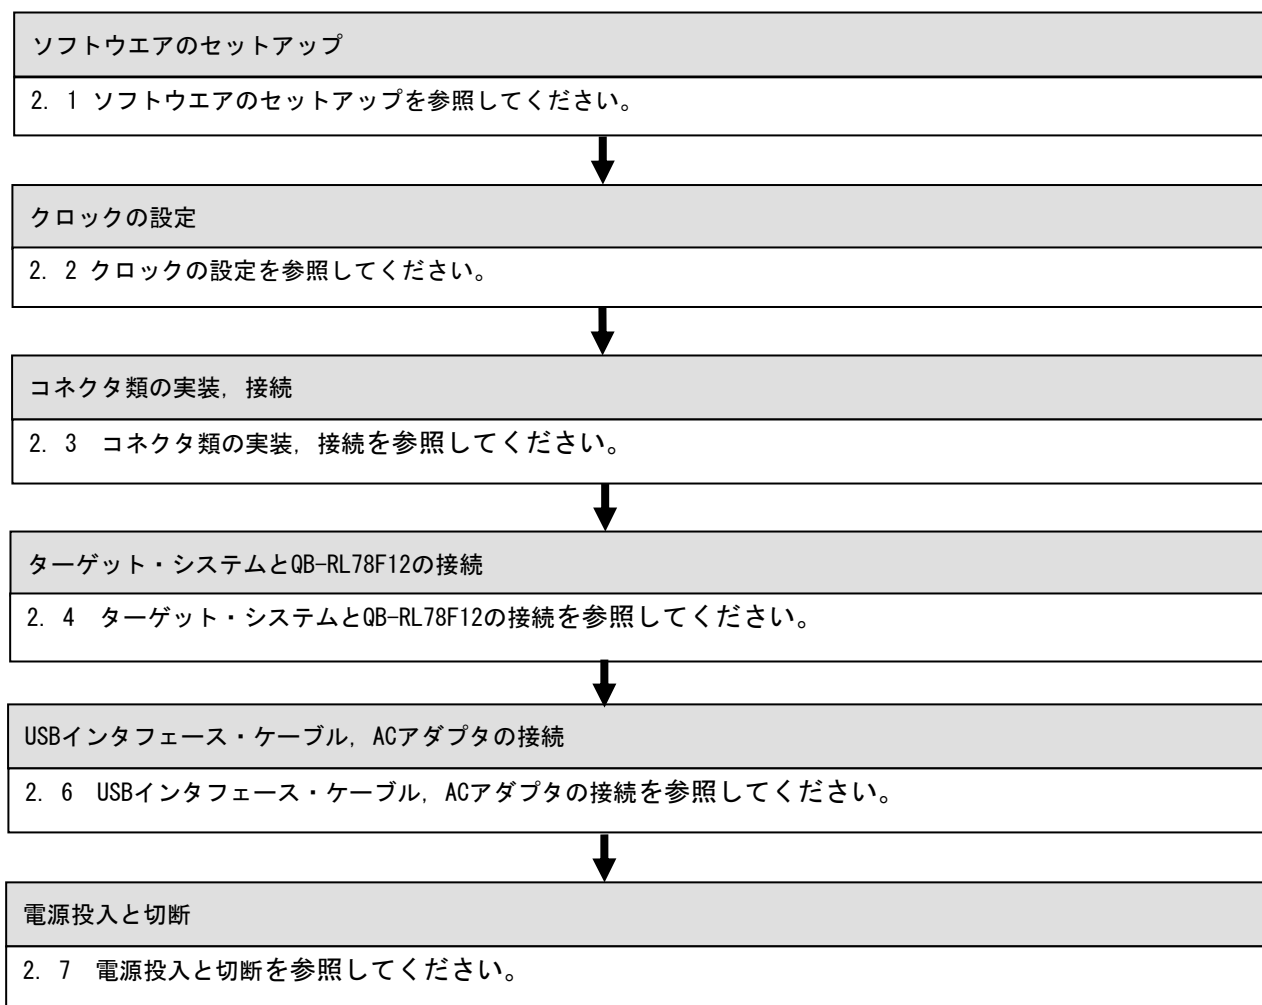 ソフトウエアのセットアップ
2. 1 ソフトウエアのセットアップを参照してください。
クロックの設定
2. 2 クロックの設定を参照してください。
コネクタ類の実装, 接続
2. 3　コネクタ類の実装, 接続を参照してください。
ターゲット・システムとQB-RL78F12の接続
2. 4　ターゲット・システムとQB-RL78F12の接続を参照してください。
USBインタフェース・ケーブル, ACアダプタの接続
2. 6　USBインタフェース・ケーブル, ACアダプタの接続を参照してください。
電源投入と切断
2. 7　電源投入と切断を参照してください。